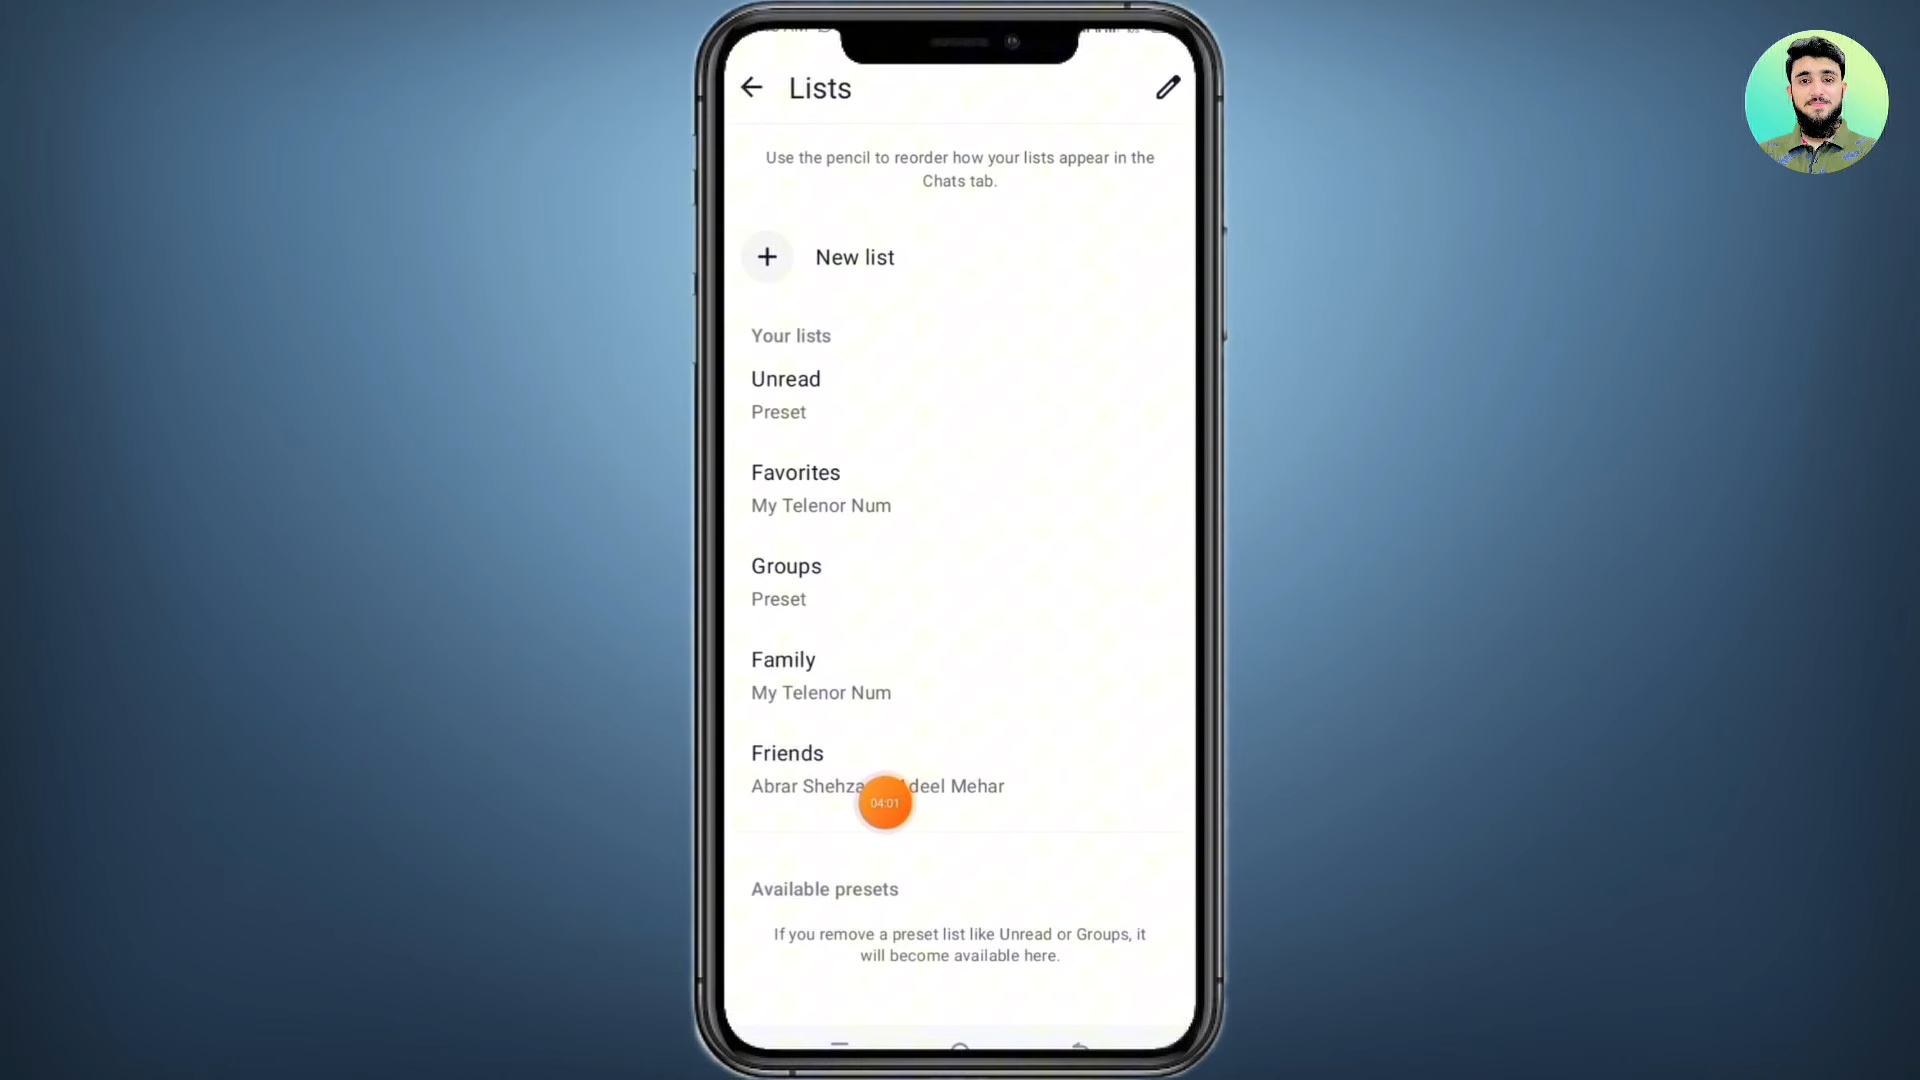 Lists
Use the pencil to reorder how your lists appear in the
Chats tab.
New list
Your lists
Unread
Preset
Favorites
My Telenor Num
Groups
Preset
Family
My Telenor Num
Friends
Abrar Shehza deel Mehar
04:01
Available presets
If you remove a preset list like Unread or Groups, it
will become available here.